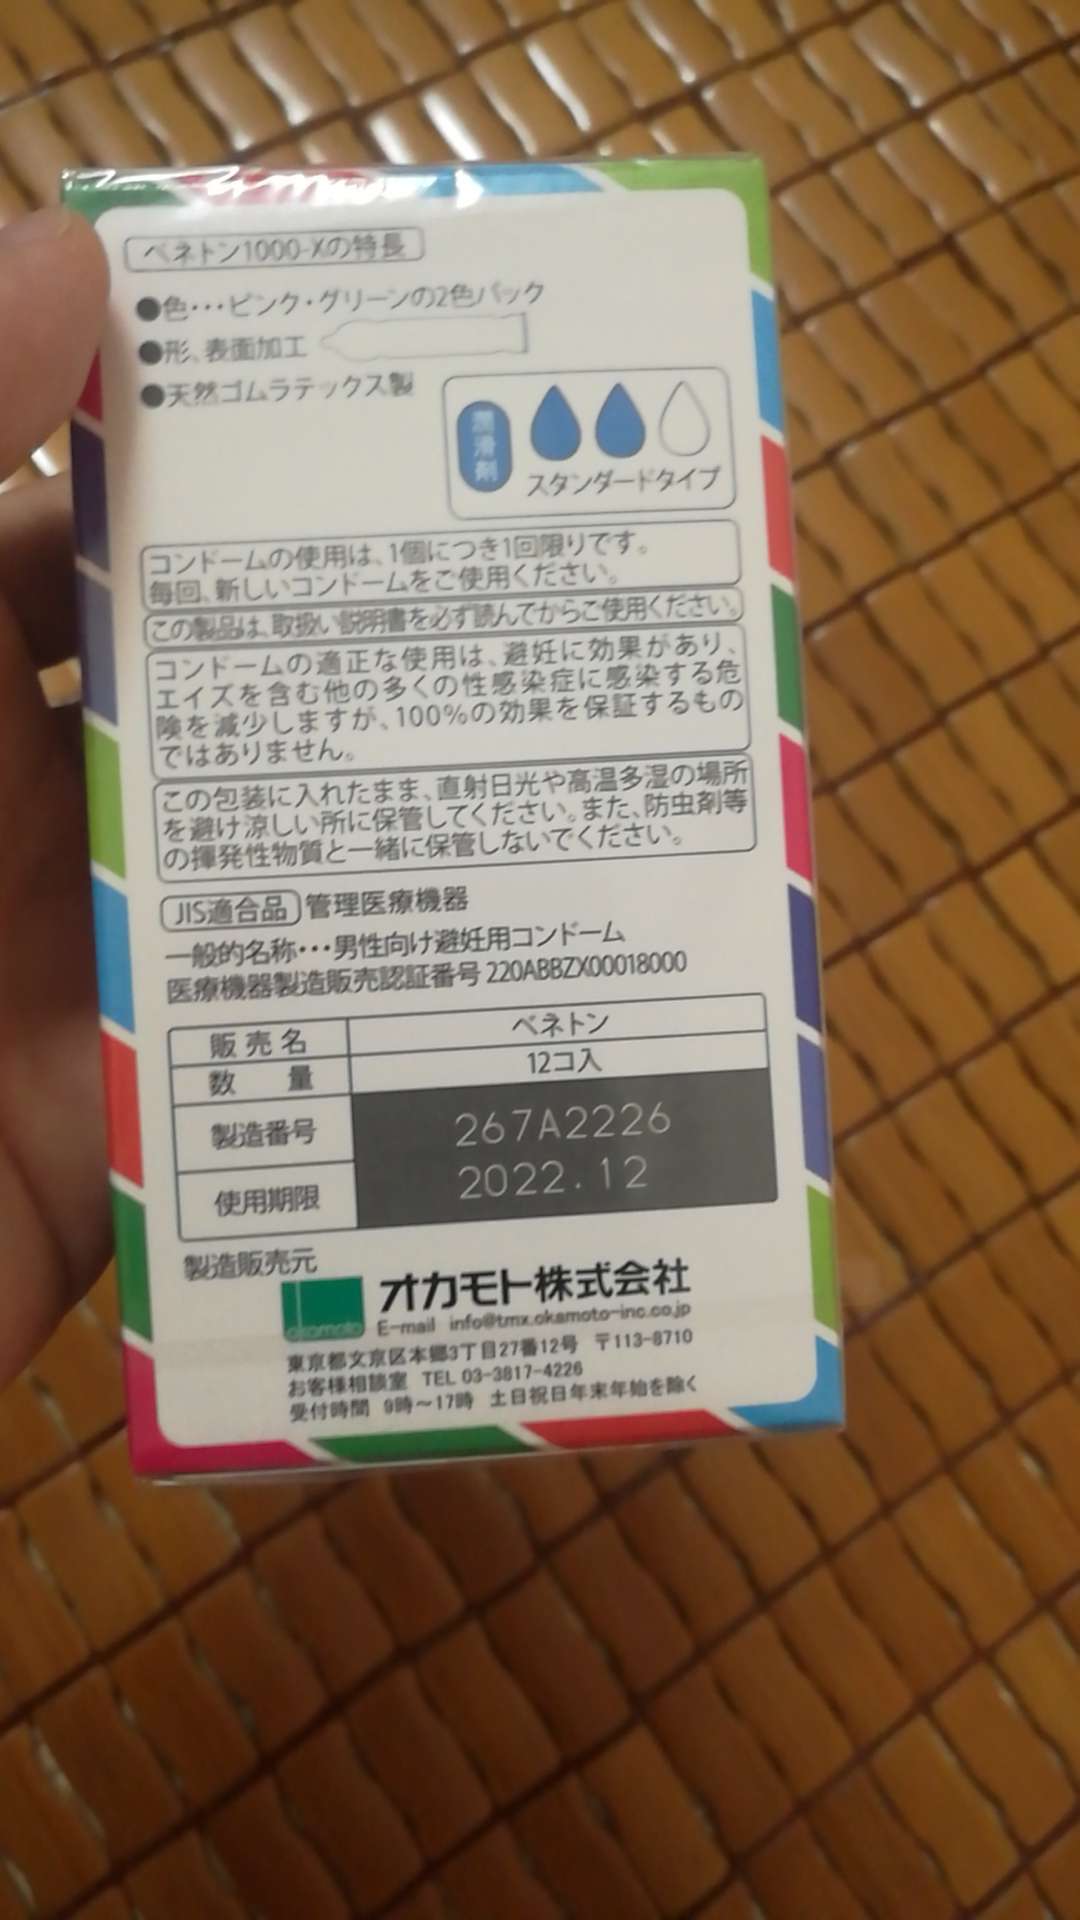 ベネトン1000-Xの特長
●色・・・ピンク・グリーンの2色パック
●形、表面加工
●天然ゴムラテックス製
潤滑剤
スタンダードタイプ
コンドームの使用は、1個につき1回限りです。
毎回、新しいコンドームをご使用ください。
この製品は、取扱い説明書を必ず読んでからご使用ください。
コンドームの適正な使用は、避妊に効果があり、
エイズを含む他の多くの性感染症に感染する危
険を減少しますが、100%の効果を保証するもの
ではありません。
この包装に入れたまま、直射日光や高温多湿の場所
を避け涼しい所に保管してください。また、防虫剤等
の揮発性物質と一緒に保管しないでください。
JIS適合品 管理医療機器
一般的名称・・・男性向け避妊用コンドーム
医療機器製造販売認証番号 220ABBZX00018000
販売名 ベネトン
数量 12コ入
製造番号 267A2226
使用期限 2022.12
製造販売元
okamoto
オカモト株式会社
E-mail info@tmx.okamoto-inc.co.jp
東京都文京区本郷3丁目27番12号 〒113-8710
お客様相談室 TEL 03-3817-4226
受付時間 9時〜17時 土日祝日年末年始を除く